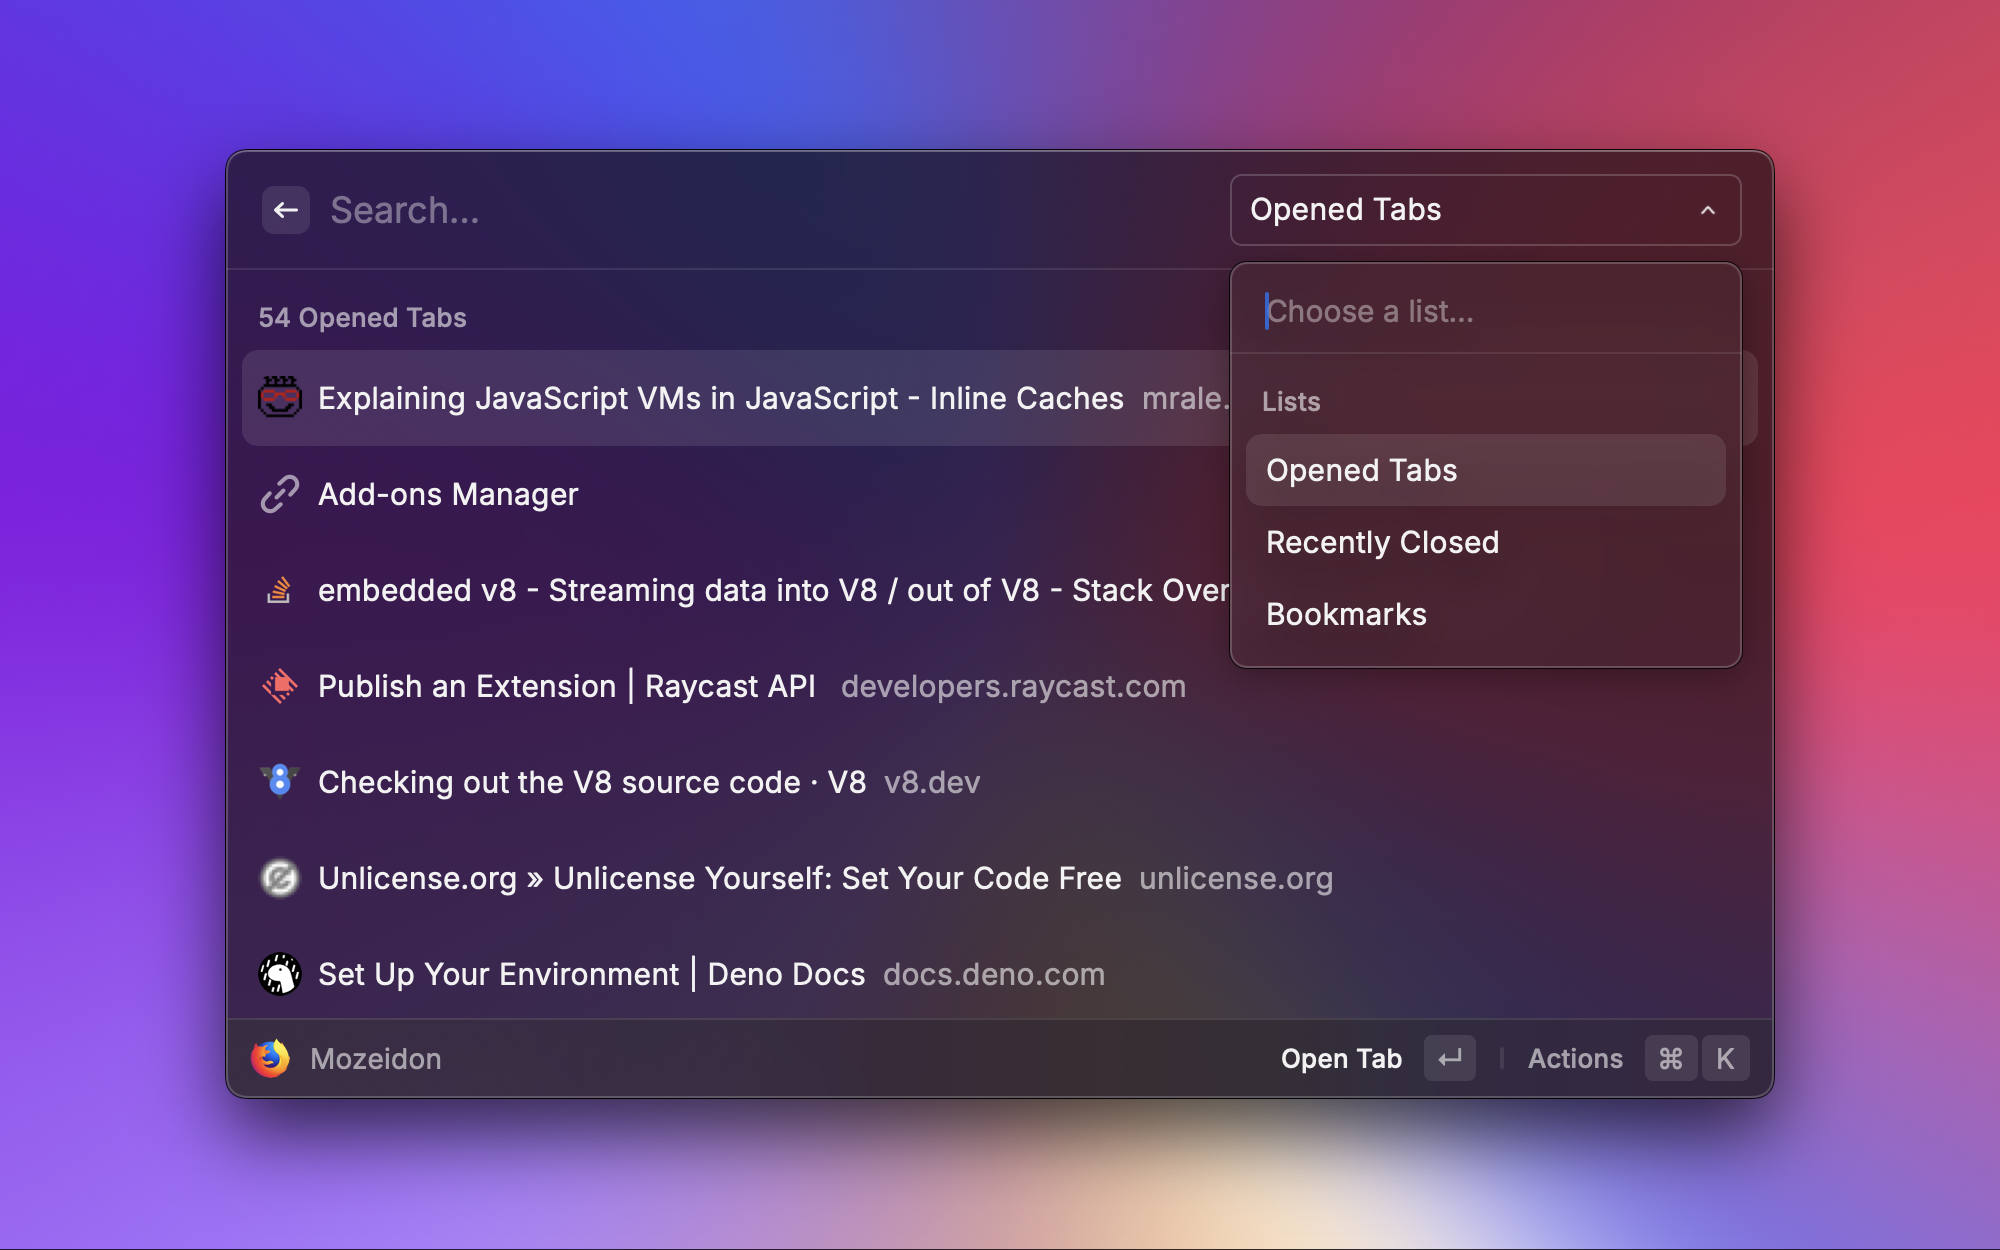 Search...
Opened Tabs
Choose a list...
Lists
Opened Tabs
Recently Closed
Bookmarks
54 Opened Tabs
Explaining JavaScript VMs in JavaScript - Inline Caches mrale.
Add-ons Manager
embedded v8 - Streaming data into V8 / out of V8 - Stack Over
Publish an Extension | Raycast API developers.raycast.com
Checking out the V8 source code · V8 v8.dev
Unlicense.org » Unlicense Yourself: Set Your Code Free unlicense.org
Set Up Your Environment | Deno Docs docs.deno.com
Mozeidon
Open Tab ↵ Actions ⌘ K